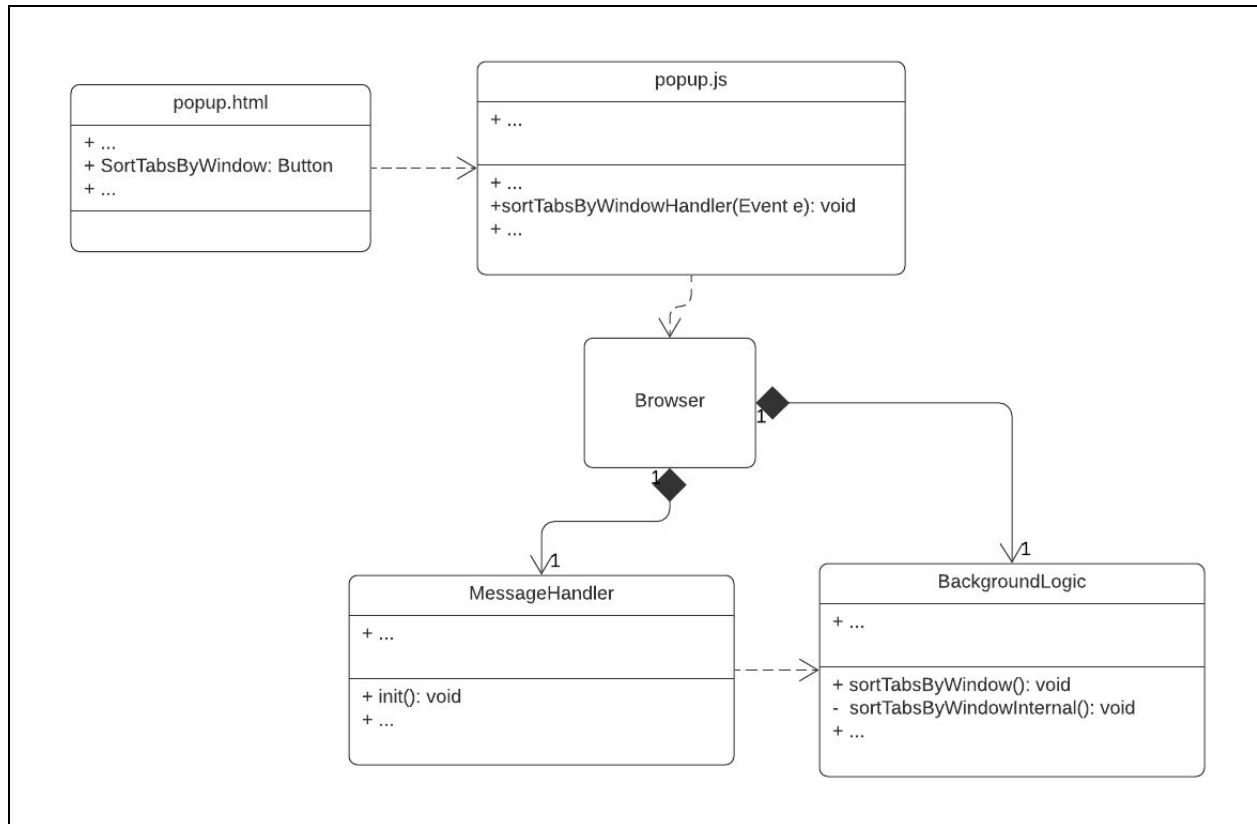 popup.html
+ ...
+ SortTabsByWindow: Button
+ ...
popup.js
+ ...
+ ...
+sortTabsByWindowHandler(Event e): void
+ ...
Browser
1
1
1
1
MessageHandler
+ ...
+ init(): void
+ ...
BackgroundLogic
+ ...
+ sortTabsByWindow(): void
- sortTabsByWindowInternal(): void
+ ...